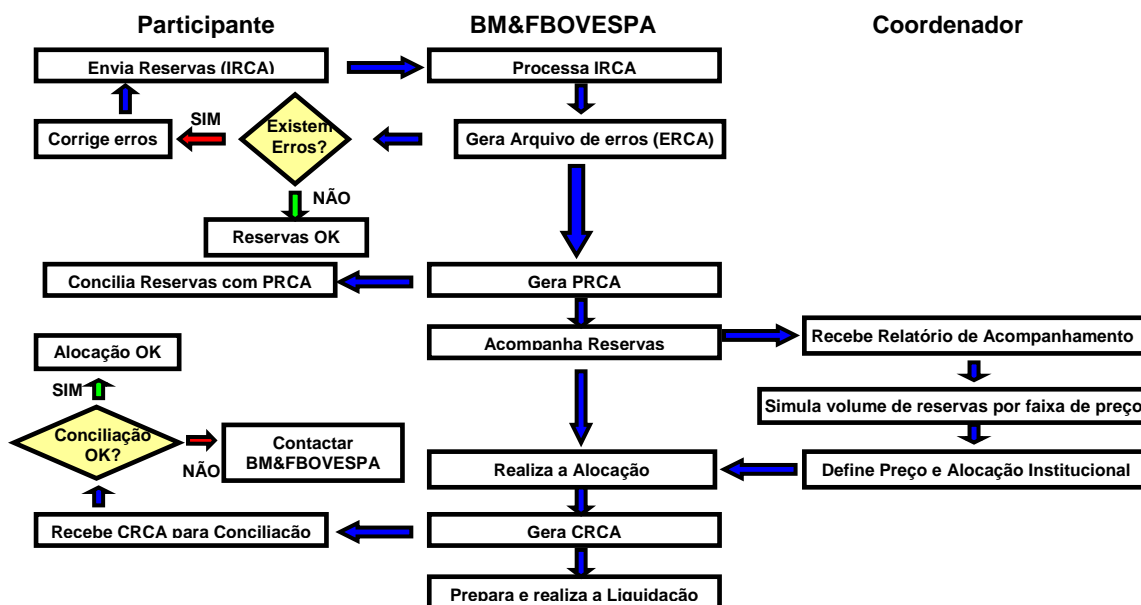 Participante
BM&FBOVESPA
Coordenador
Envia Reservas (IRCA)
Processa IRCA
SIM
Existem
Erros?
Corrige erros
Gera Arquivo de erros (ERCA)
NÃO
Reservas OK
Concilia Reservas com PRCA
Gera PRCA
Acompanha Reservas
Recebe Relatório de Acompanhamento
Alocação OK
SIM
Simula volume de reservas por faixa de preço
Conciliação
OK?
NÃO
Contactar
BM&FBOVESPA
Realiza a Alocação
Define Preço e Alocação Institucional
Recebe CRCA para Conciliação
Gera CRCA
Prepara e realiza a Liquidação